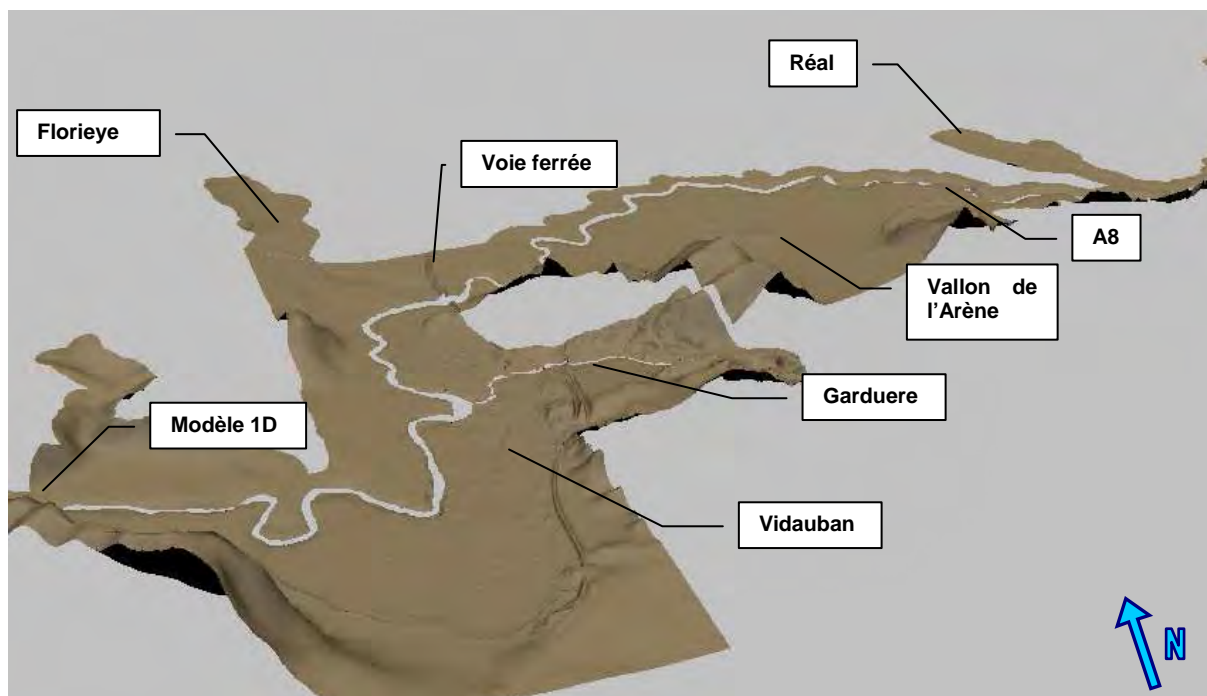 Réal
Florieye
Voie ferrée
A8
Vallon de
l'Arène
Garduere
Modèle 1D
Vidauban
N